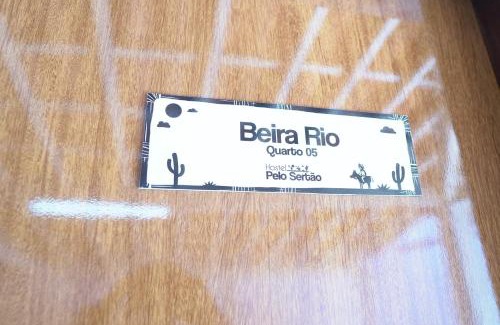 Beira Rio
Quarto 05
Hostel
Pelo Sertão